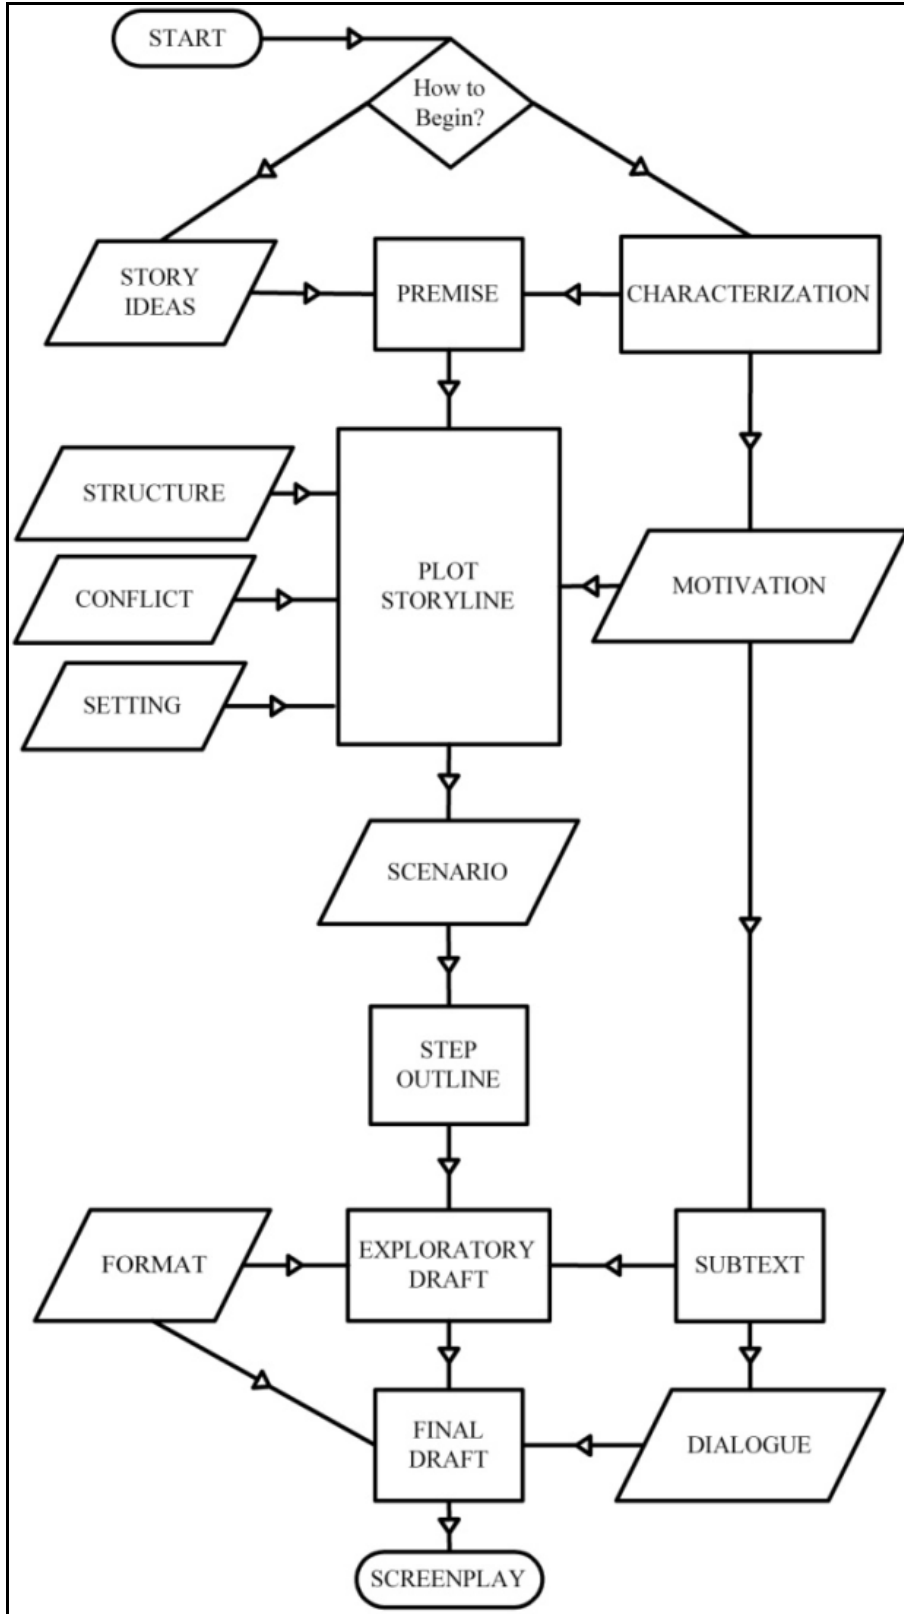 START
How to
Begin?
STORY
IDEAS
PREMISE
CHARACTERIZATION
STRUCTURE
CONFLICT
SETTING
PLOT
STORYLINE
MOTIVATION
SCENARIO
STEP
OUTLINE
FORMAT
EXPLORATORY
DRAFT
SUBTEXT
FINAL
DRAFT
DIALOGUE
SCREENPLAY